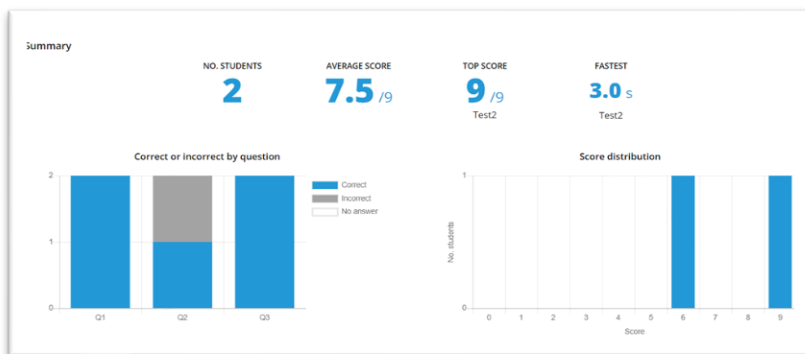 Summary
NO. STUDENTS
2
AVERAGE SCORE
7.5 /9
TOP SCORE
9 /9
Test2
FASTEST
3.0 s
Test2
Correct or incorrect by question
2
1
0
Q1 Q2 Q3
Correct
Incorrect
No answer
Score distribution
No. students
1
0
0 1 2 3 4 5 6 7 8 9
Score